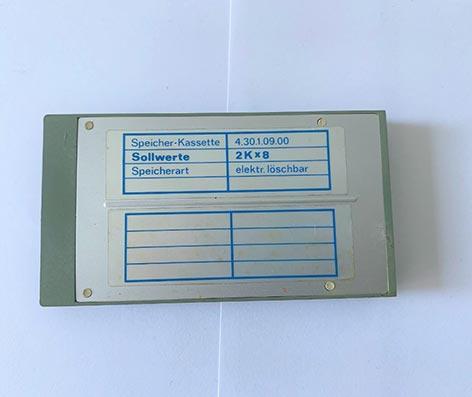 Speicher-Kassette 4.30.1.09.00
Sollwerte 2K×8
Speicherart elektr. löschbar